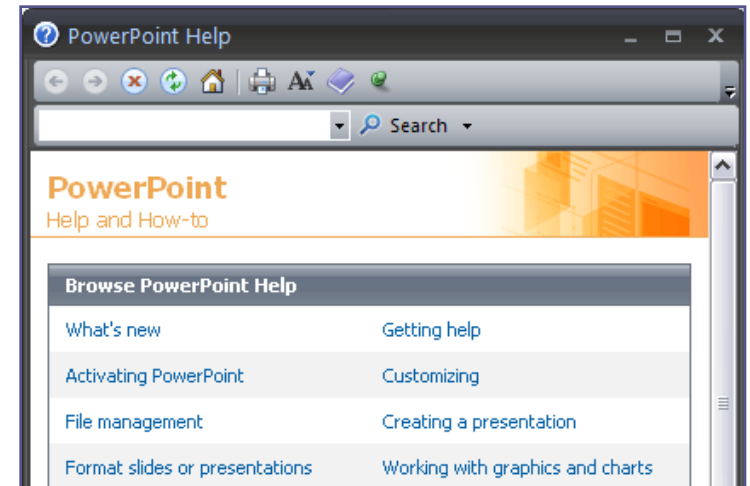 PowerPoint Help
Search
PowerPoint
Help and How-to
Browse PowerPoint Help
What's new Getting help
Activating PowerPoint Customizing
File management Creating a presentation
Format slides or presentations Working with graphics and charts